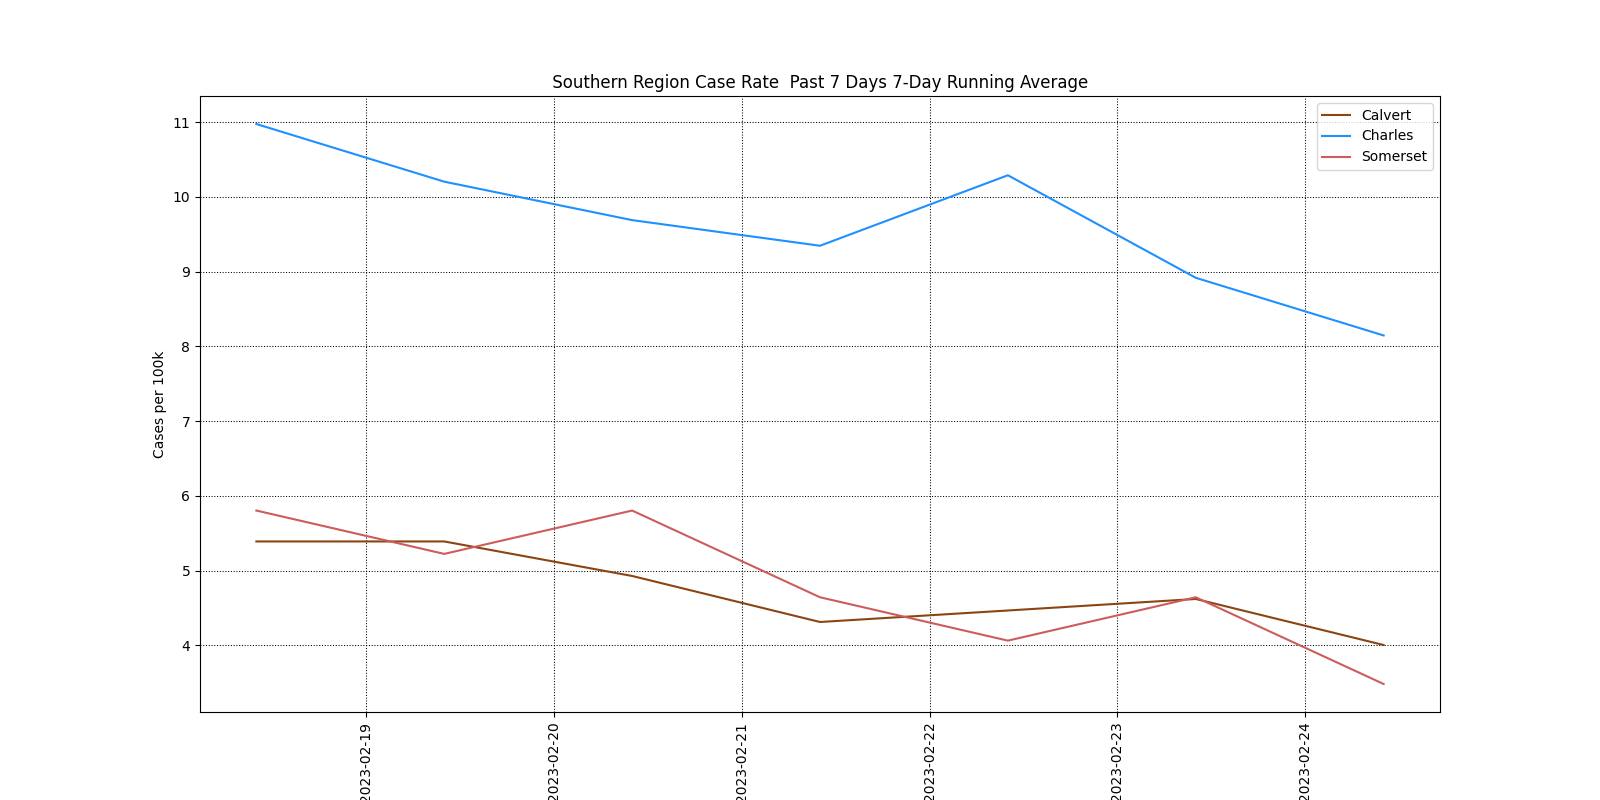 Southern Region Case Rate  Past 7 Days 7-Day Running Average
Calvert
Charles
Somerset
Cases per 100k
11
10
9
8
7
6
5
4
2023-02-19
2023-02-20
2023-02-21
2023-02-22
2023-02-23
2023-02-24